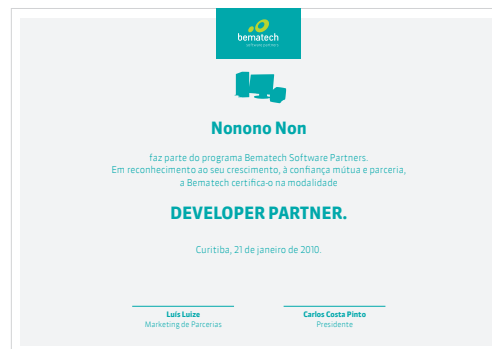 bematech
software partners
Nonono Non
faz parte do programa Bematech Software Partners.
Em reconhecimento ao seu crescimento, à confiança mútua e parceria,
a Bematech certifica-o na modalidade
DEVELOPER PARTNER.
Curitiba, 21 de janeiro de 2010.
Luís Luize
Marketing de Parcerias
Carlos Costa Pinto
Presidente